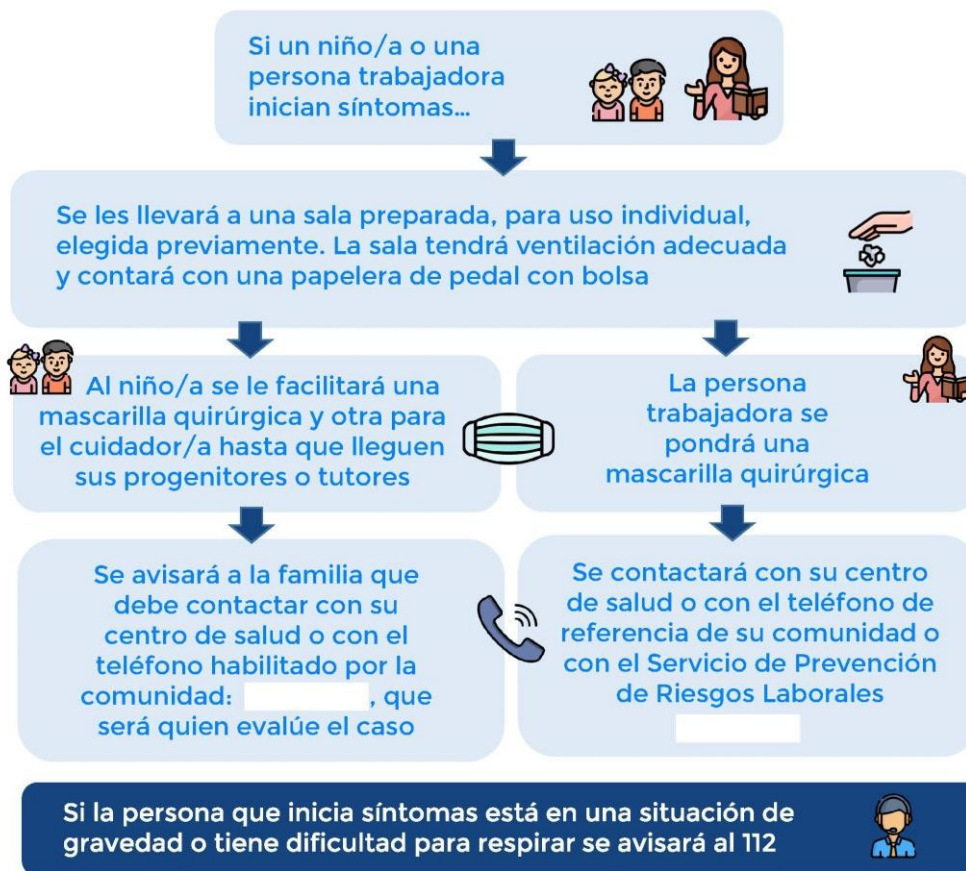 Si un niño/a o una
persona trabajadora
inician síntomas...
Se les llevará a una sala preparada, para uso individual,
elegida previamente. La sala tendrá ventilación adecuada
y contará con una papelera de pedal con bolsa
Al niño/a se le facilitará una
mascarilla quirúrgica y otra para
el cuidador/a hasta que lleguen
sus progenitores o tutores
La persona
trabajadora se
pondrá una
mascarilla quirúrgica
Se avisará a la familia que
debe contactar con su
centro de salud o con el
teléfono habilitado por la
comunidad: , que
será quien evalúe el caso
Se contactará con su centro
de salud o con el teléfono de
referencia de su comunidad o
con el Servicio de Prevención
de Riesgos Laborales
Si la persona que inicia síntomas está en una situación de
gravedad o tiene dificultad para respirar se avisará al 112